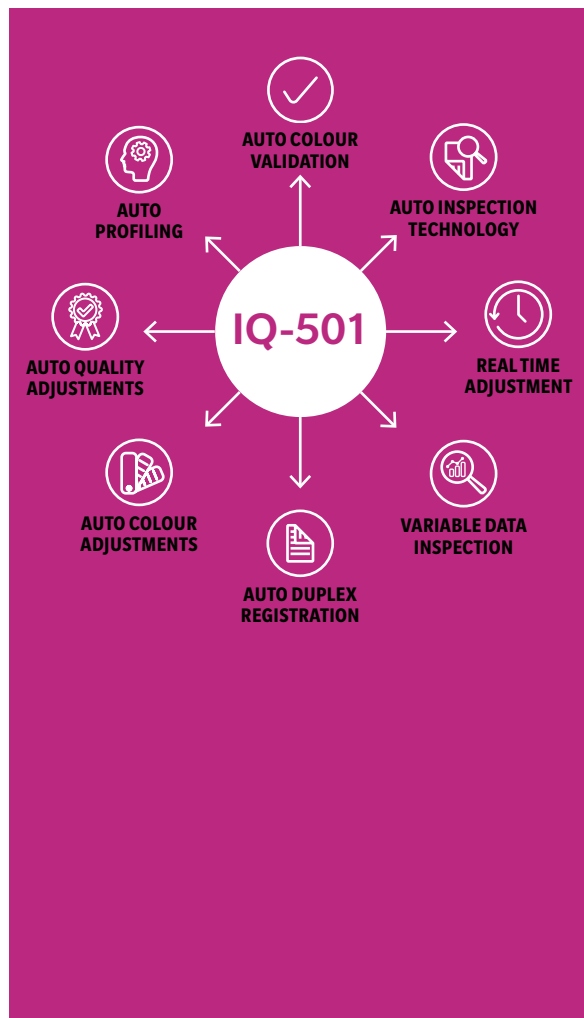 AUTO COLOUR
VALIDATION
AUTO
PROFILING
AUTO INSPECTION
TECHNOLOGY
IQ-501
AUTO QUALITY
ADJUSTMENTS
REAL TIME
ADJUSTMENT
AUTO COLOUR
ADJUSTMENTS
VARIABLE DATA
INSPECTION
AUTO DUPLEX
REGISTRATION